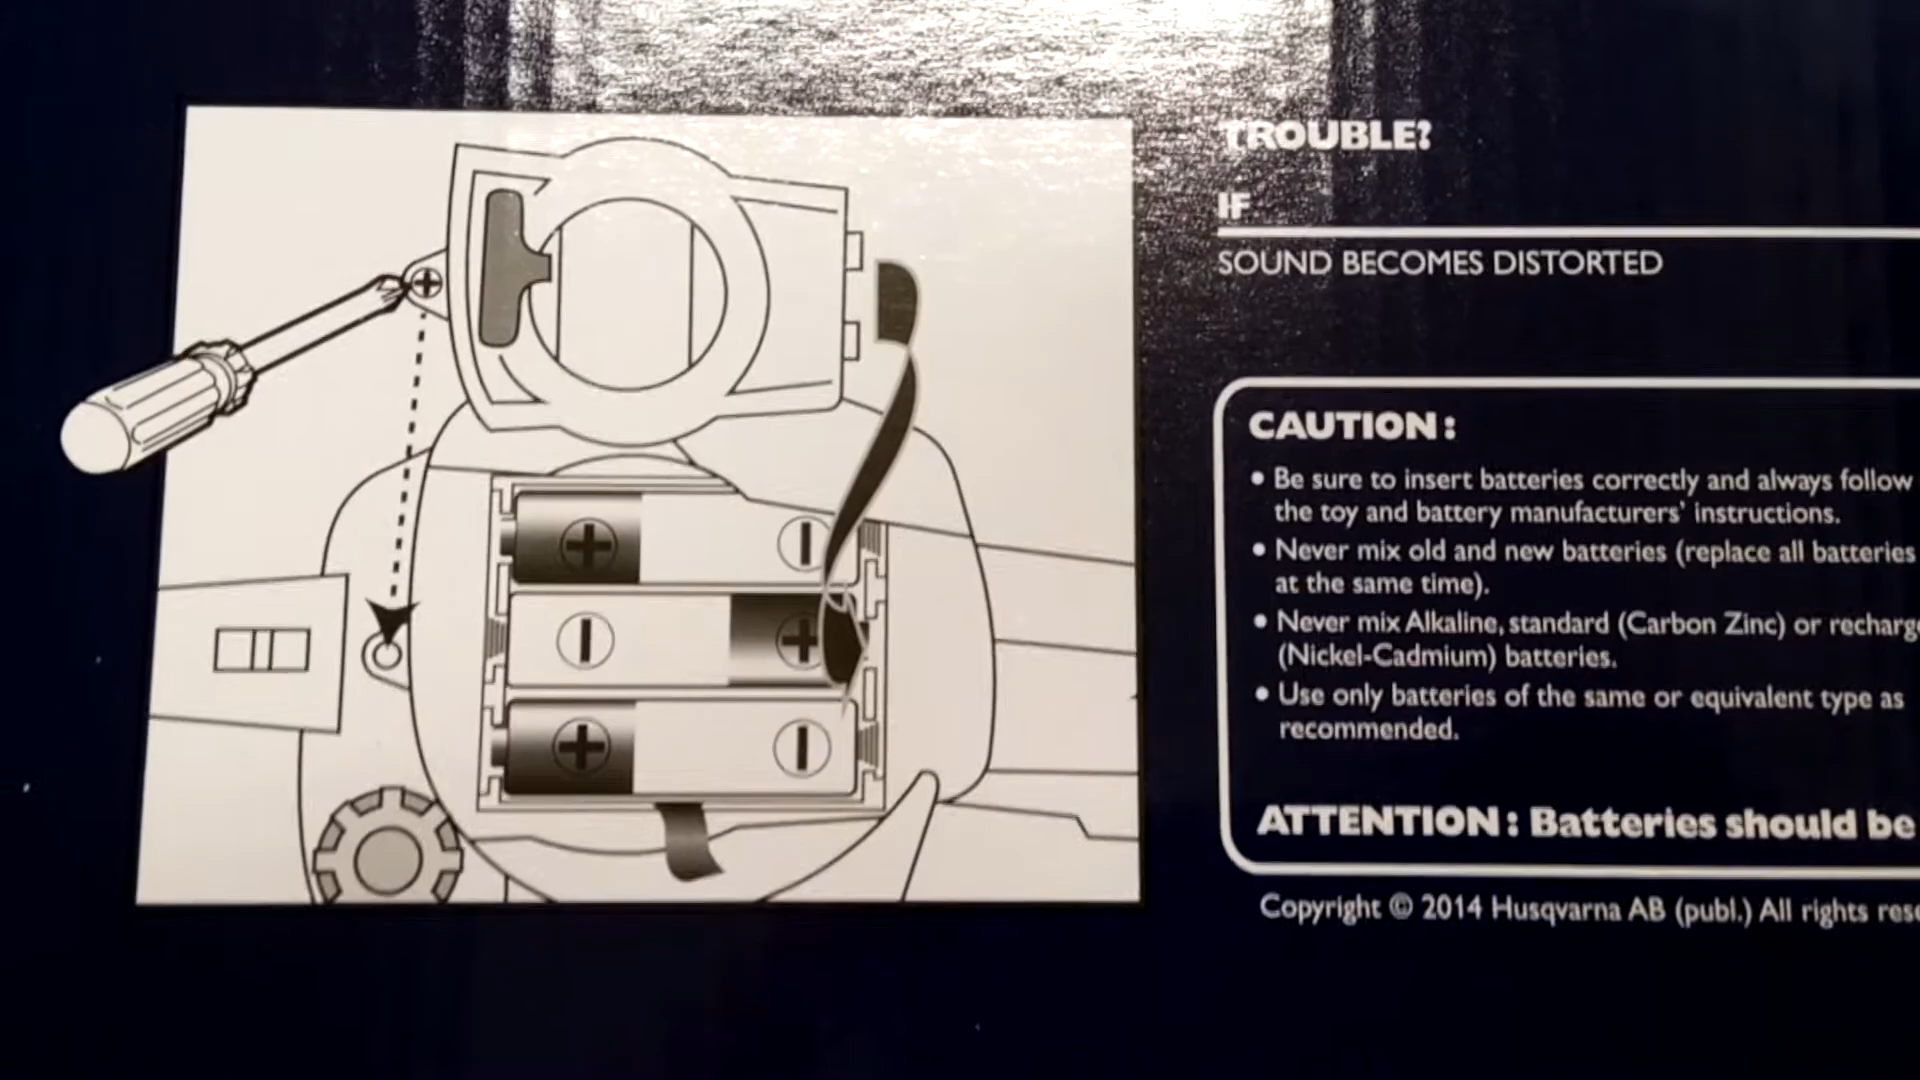 TROUBLE?
IF
SOUND BECOMES DISTORTED
CAUTION:
• Be sure to insert batteries correctly and always follow
the toy and battery manufacturers' instructions.
• Never mix old and new batteries (replace all batteries
at the same time).
• Never mix Alkaline, standard (Carbon Zinc) or recharge
(Nickel-Cadmium) batteries.
• Use only batteries of the same or equivalent type as
recommended.
ATTENTION: Batteries should be
Copyright © 2014 Husqvarna AB (publ.) All rights rese